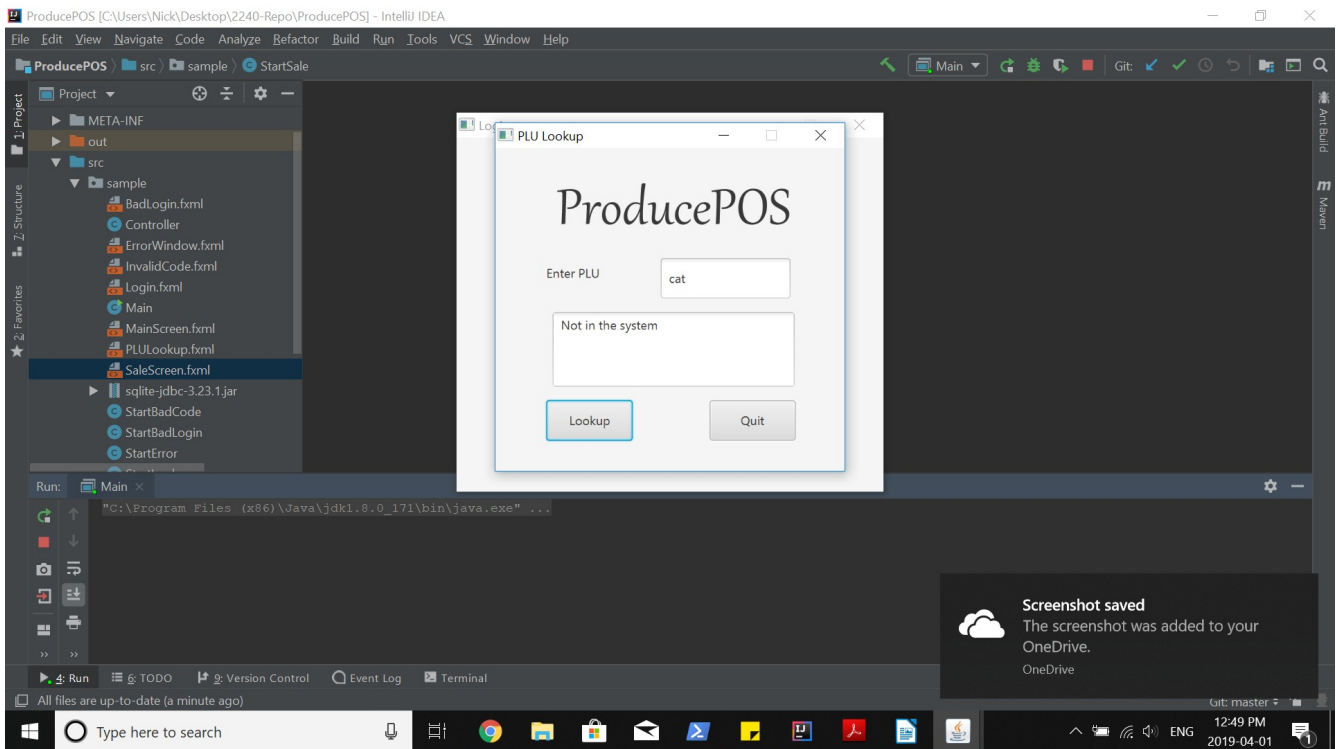 ProducePOS [C:\Users\Nick\Desktop\2240-Repo\ProducePOS] - IntelliJ IDEA
File Edit View Navigate Code Analyze Refactor Build Run Tools VCS Window Help
ProducePOS src sample StartSale
Main
Git:
1: Project
Z: Structure
2: Favorites
Project
META-INF
out
src
sample
BadLogin.fxml
Controller
ErrorWindow.fxml
InvalidCode.fxml
Login.fxml
Main
MainScreen.fxml
PLULookup.fxml
SaleScreen.fxml
sqlite-jdbc-3.23.1.jar
StartBadCode
StartBadLogin
StartError
PLU Lookup
ProducePOS
Enter PLU
cat
Not in the system
Lookup
Quit
Ant Build
Maven
Run: Main
"C:\Program Files (x86)\Java\jdk1.8.0_171\bin\java.exe" ...
Screenshot saved
The screenshot was added to your
OneDrive.
OneDrive
4: Run 6: TODO 9: Version Control Event Log Terminal
All files are up-to-date (a minute ago)
Git: master
Type here to search
ENG
12:49 PM
2019-04-01
1